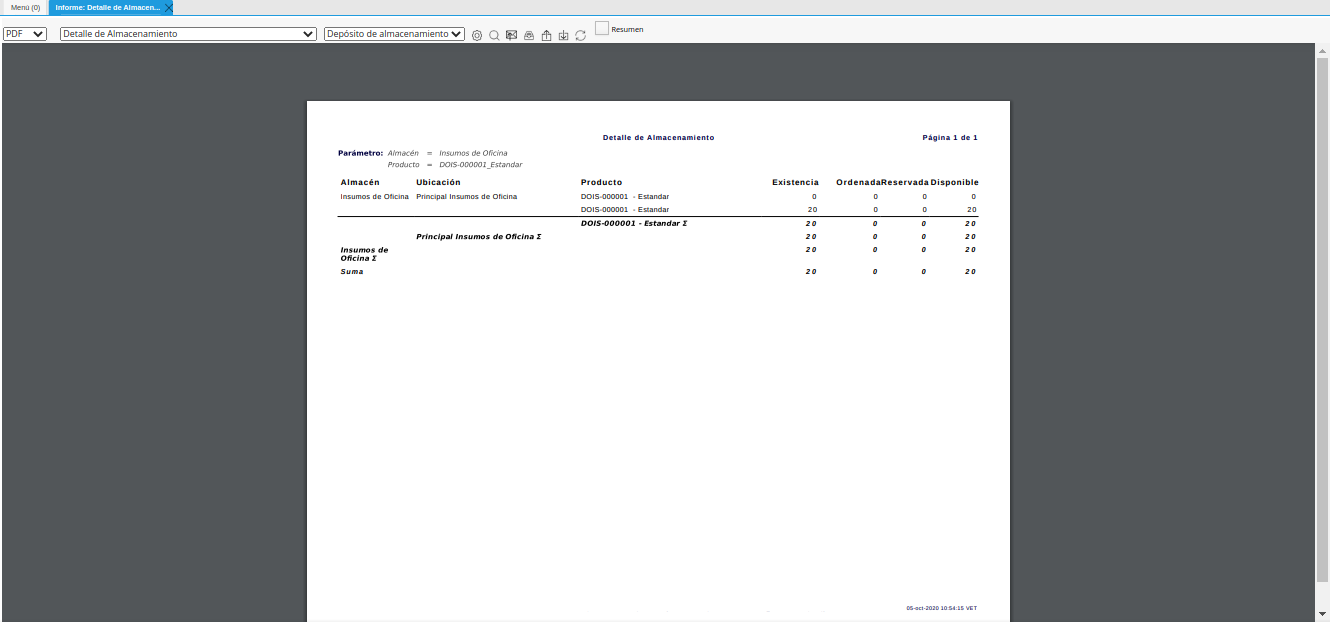 Menú (0) Informe: Detalle de Almacen...
PDF Detalle de Almacenamiento Depósito de almacenamiento Resumen
Detalle de Almacenamiento Página 1 de 1
Parámetro: Almacén = Insumos de Oficina
Producto = DOIS-000001_Estandar
Almacén Ubicación Producto Existencia Ordenada Reservada Disponible
Insumos de Oficina Principal Insumos de Oficina DOIS-000001 - Estandar 0 0 0 0
DOIS-000001 - Estandar 20 0 0 20
DOIS-000001 - Estandar Σ 20 0 0 20
Principal Insumos de Oficina Σ 20 0 0 20
Insumos de 20 0 0 20
Oficina Σ
Suma 20 0 0 20
05-oct-2020 10:54:15 VET